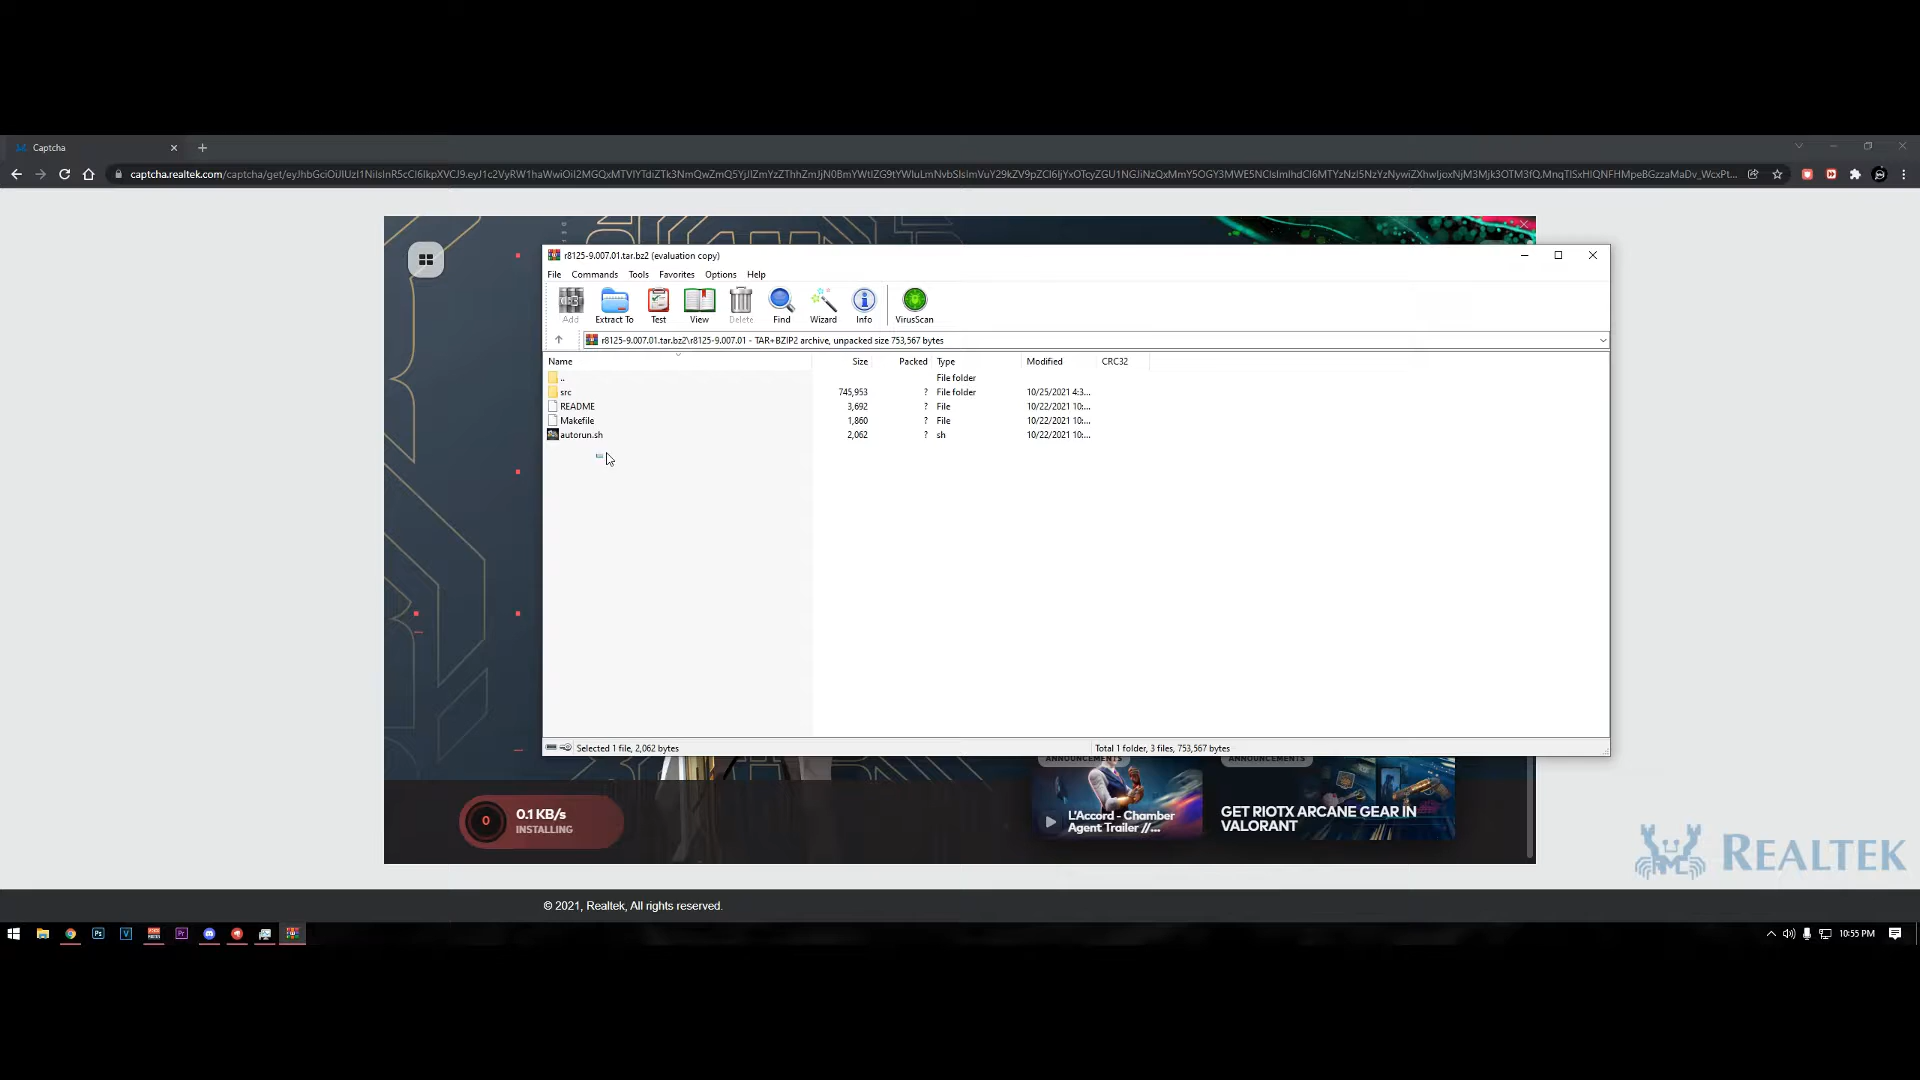 Captcha
captcha.realtek.com/captcha/get/
r8125-9.007.01.tar.bz2 (evaluation copy)
File Commands Tools Favorites Options Help
Add Extract To Test View Delete Find Wizard Info VirusScan
r8125-9.007.01.tar.bz2\r8125-9.007.01 - TAR+BZIP2 archive, unpacked size 753,567 bytes
Name Size Packed Type Modified CRC32
.. File folder
src 745,953 ? File folder 10/25/2021 4:3...
README 3,692 ? File 10/22/2021 10:...
Makefile 1,860 ? File 10/22/2021 10:...
autorun.sh 2,062 ? sh 10/22/2021 10:...
Selected 1 file, 2,062 bytes Total 1 folder, 3 files, 753,567 bytes
ANNOUNCEMENTS ANNOUNCEMENTS
0 0.1 KB/s
INSTALLING
L'Accord - Chamber
Agent Trailer //...
GET RIOTX ARCANE GEAR IN
VALORANT
REALTEK
© 2021, Realtek, All rights reserved.
Ps V Pr 10:55 PM